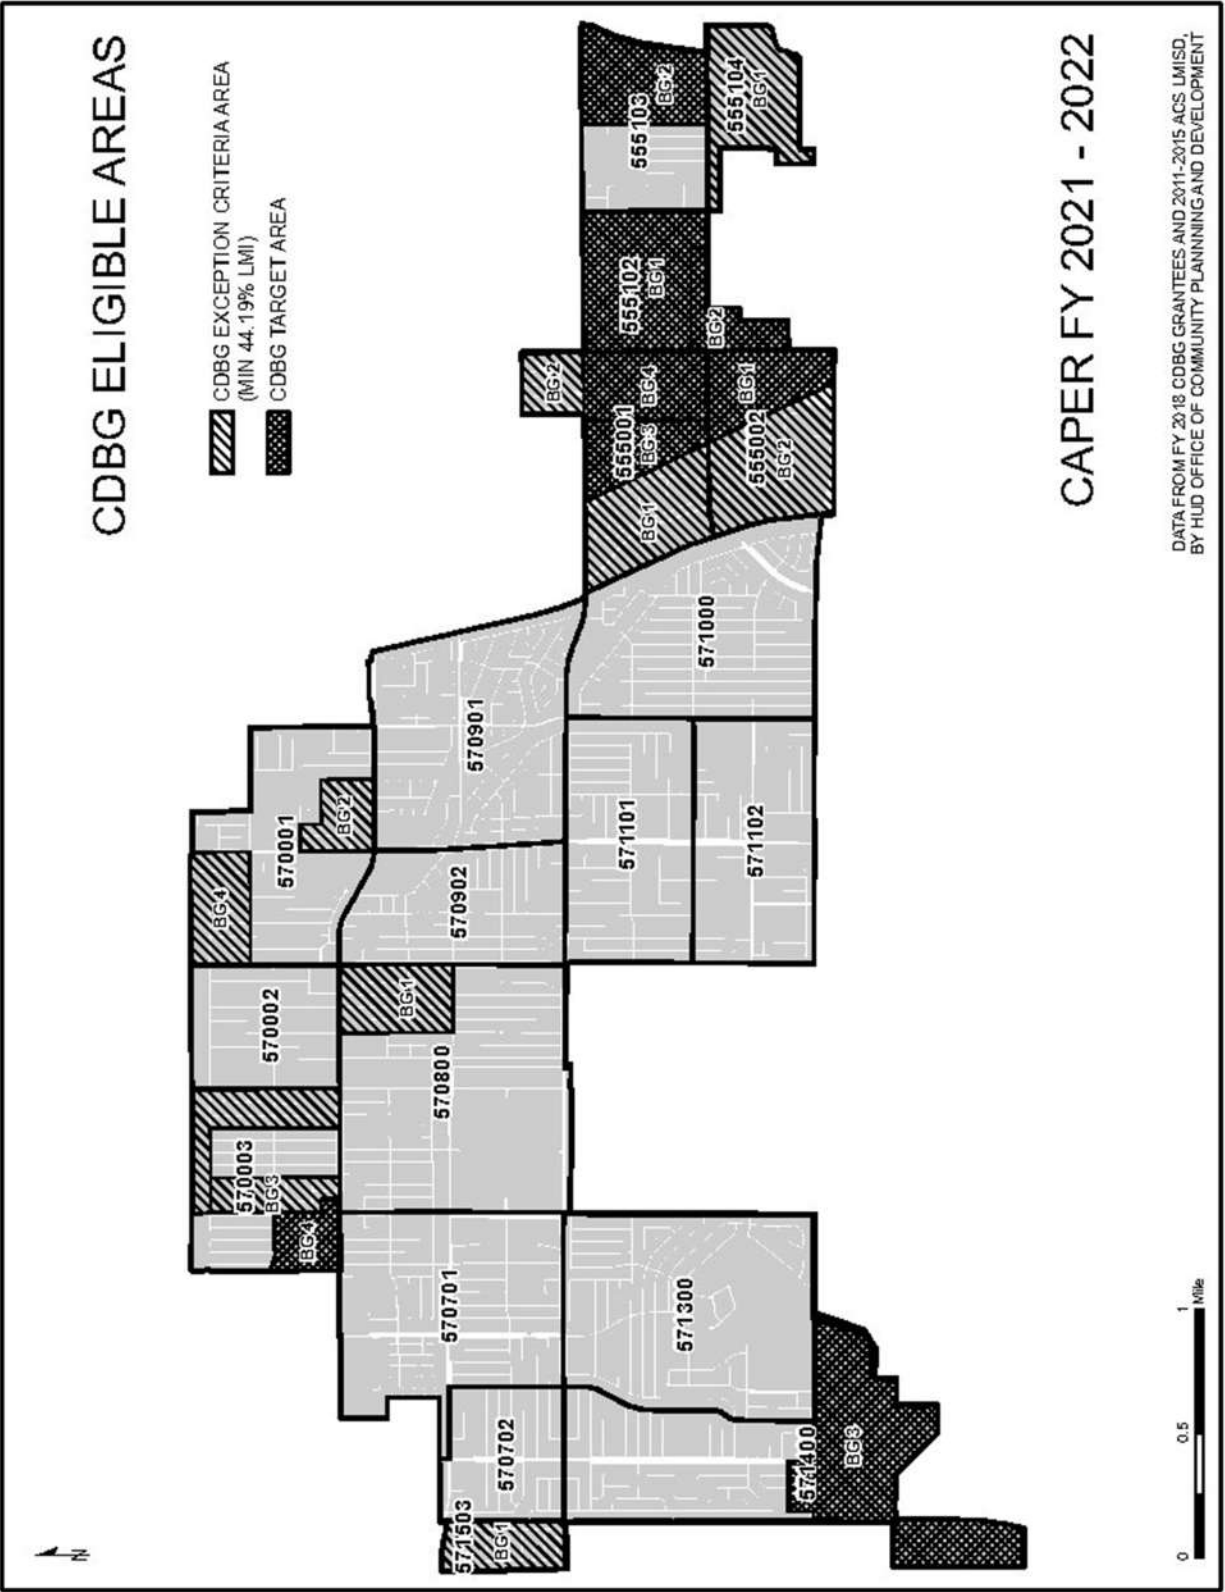 CDBG ELIGIBLE AREAS
CDBG EXCEPTION CRITERIA AREA
(MIN 44.19% LMI)
CDBG TARGET AREA
N
BG4
570001
BG2
570002
570003
BG3
BG4
570901
570902
BG1
570800
570701
570702
571503
BG1
571101
571102
571000
571300
571400
BG3
BG2
555001
BG1
BG3
BG4
555002
BG2
BG1
555102
BG1
BG2
555103
BG2
555104
BG1
0
0.5
1
Mile
CAPER FY 2021 - 2022
DATA FROM FY 2018 CDBG GRANTEES AND 2011-2015 ACS LMISD,
BY HUD OFFICE OF COMMUNITY PLANNNING AND DEVELOPMENT